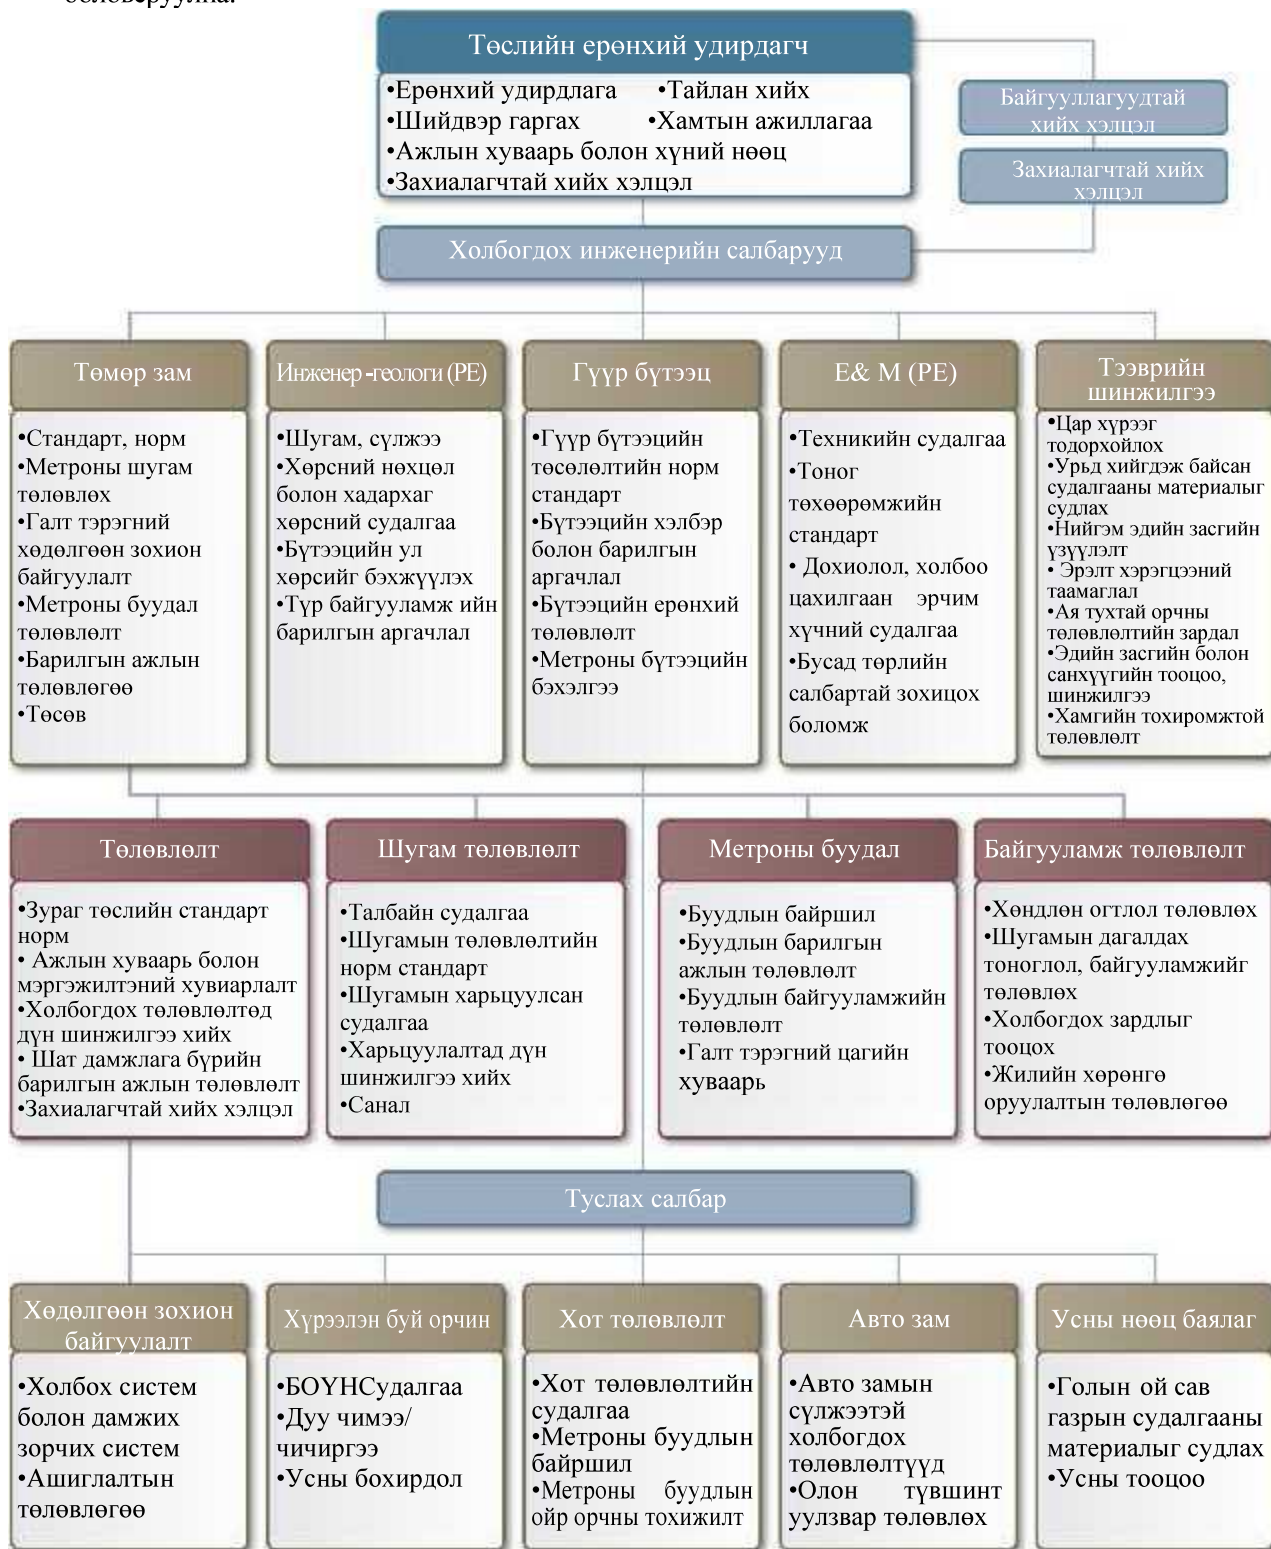 Төслийн ерөнхий удирдагч
•Ерөнхий удирдлага •Тайлан хийх
•Шийдвэр гаргах •Хамтын ажиллагаа
•Ажлын хуваарь болон хүний нөөц
•Захиалагчтай хийх хэлцэл
Байгууллагуудтай
хийх хэлцэл
Захиалагчтай хийх
хэлцэл
Холбогдох инженерийн салбарууд
Төмөр зам
•Стандарт, норм
•Метроны шугам
төлөвлөх
•Галт тэрэгний
хөдөлгөөн зохион
байгуулалт
•Метроны буудал
төлөвлөлт
•Барилгын ажлын
төлөвлөгөө
•Төсөв
Инженер -геологи (PE)
•Шугам, сүлжээ
•Хөрсний нөхцөл
болон хадархаг
хөрсний судалгаа
•Бүтээцийн ул
хөрсийг бэхжүүлэх
•Түр байгууламж ийн
барилгын аргачлал
Гүүр бүтээц
•Гүүр бүтээцийн
төсөлөлтийн норм
стандарт
•Бүтээцийн хэлбэр
болон барилгын
аргачлал
•Бүтээцийн ерөнхий
төлөвлөлт
•Метроны бүтээцийн
бэхэлгээ
E& M (PE)
•Техникийн судалгаа
•Тоног
төхөөрөмжийн
стандарт
• Дохиолол, холбоо
цахилгаан эрчим
хүчний судалгаа
•Бусад төрлийн
салбартай зохицох
боломж
Тээврийн
шинжилгээ
•Цар хүрээг
тодорхойлох
•Урьд хийгдэж байсан
судалгааны материалыг
судлах
•Нийгэм эдийн засгийн
үзүүлэлт
• Эрэлт хэрэгцээний
таамаглал
•Ая тухтай орчны
төлөвлөлтийн зардал
•Эдийн засгийн болон
санхүүгийн тооцоо,
шинжилгээ
•Хамгийн тохиромжтой
төлөвлөлт
Төлөвлөлт
•Зураг төслийн стандарт
норм
• Ажлын хуваарь болон
мэргэжилтэний хувиарлалт
•Холбогдох төлөвлөлтөд
дүн шинжилгээ хийх
• Шат дамжлага бүрийн
барилгын ажлын төлөвлөлт
•Захиалагчтай хийх хэлцэл
Шугам төлөвлөлт
•Талбайн судалгаа
•Шугамын төлөвлөлтийн
норм стандарт
•Шугамын харьцуулсан
судалгаа
•Харьцуулалтад дүн
шинжилгээ хийх
•Санал
Метроны буудал
•Буудлын байршил
•Буудлын барилгын
ажлын төлөвлөлт
•Буудлын байгууламжийн
төлөвлөлт
•Галт тэрэгний цагийн
хуваарь
Байгууламж төлөвлөлт
•Хөндлөн огтлол төлөвлөх
•Шугамын дагалдах
тоноглол, байгууламжийг
төлөвлөх
•Холбогдох зардлыг
тооцох
•Жилийн хөрөнгө
оруулалтын төлөвлөгөө
Туслах салбар
Хөдөлгөөн зохион
байгуулалт
•Холбох систем
болон дамжих
зорчих систем
•Ашиглалтын
төлөвлөгөө
Хүрээлэн буй орчин
•БОҮНСудалгаа
•Дуу чимээ/
чичиргээ
•Усны бохирдол
Хот төлөвлөлт
•Хот төлөвлөлтийн
судалгаа
•Метроны буудлын
байршил
•Метроны буудлын
ойр орчны тохижилт
Авто зам
•Авто замын
сүлжээтэй
холбогдох
төлөвлөлтүүд
•Олон түвшинт
уулзвар төлөвлөх
Усны нөөц баялаг
•Голын ой сав
газрын судалгааны
материалыг судлах
•Усны тооцоо